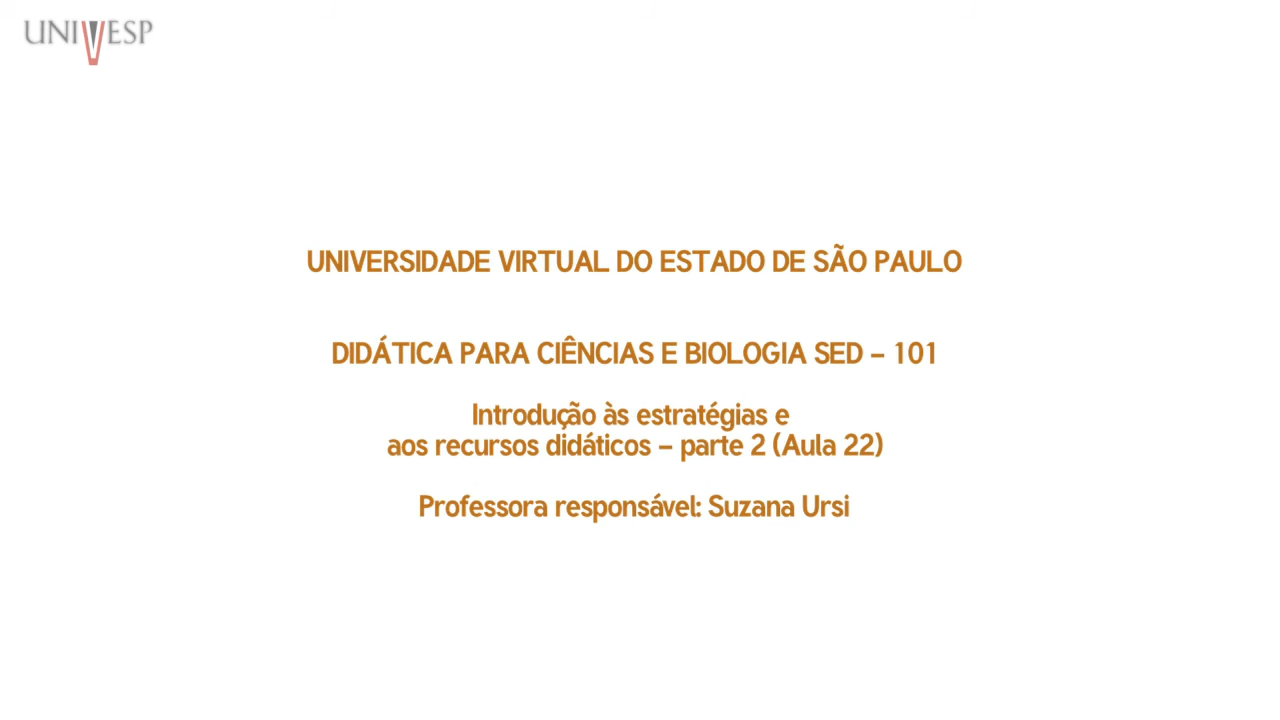 UNIVESP
UNIVERSIDADE VIRTUAL DO ESTADO DE SÃO PAULO
DIDÁTICA PARA CIÊNCIAS E BIOLOGIA SED – 101
Introdução às estratégias e
aos recursos didáticos – parte 2 (Aula 22)
Professora responsável: Suzana Ursi